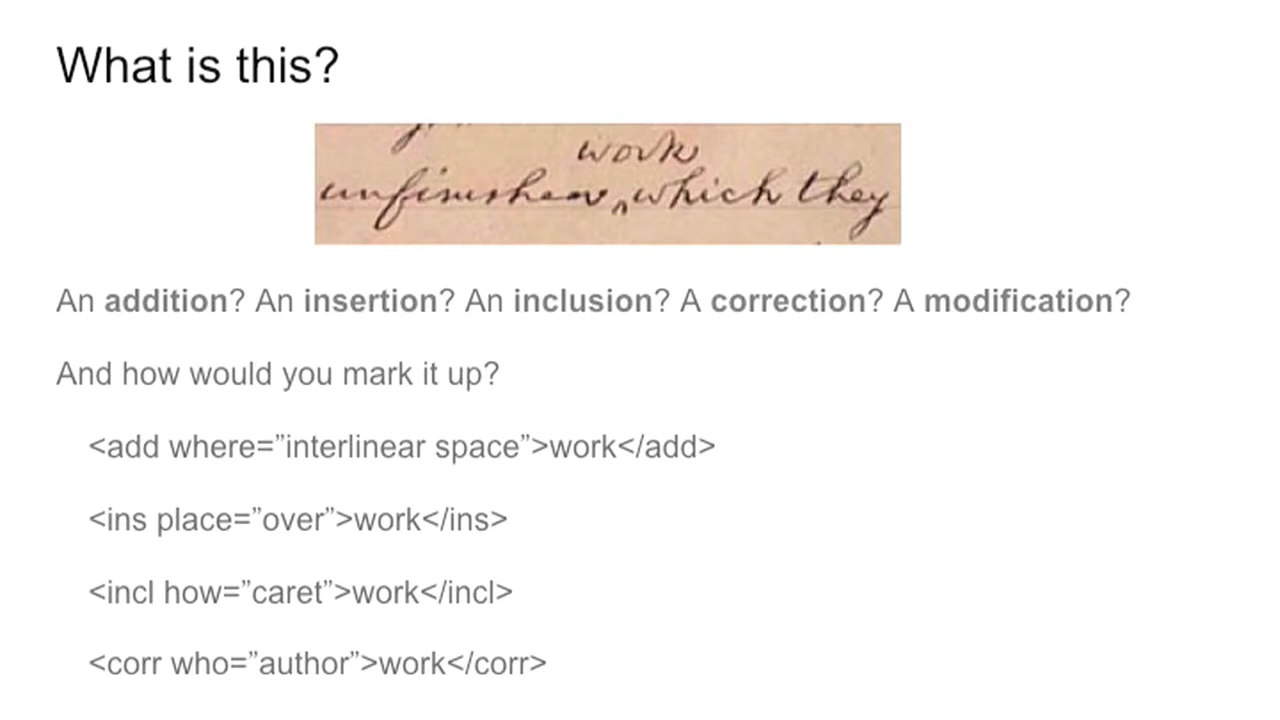 What is this?
work
unfinished ‸ which they
An addition? An insertion? An inclusion? A correction? A modification?
And how would you mark it up?
<add where=”interlinear space”>work</add>
<ins place=”over”>work</ins>
<incl how=”caret”>work</incl>
<corr who=”author”>work</corr>